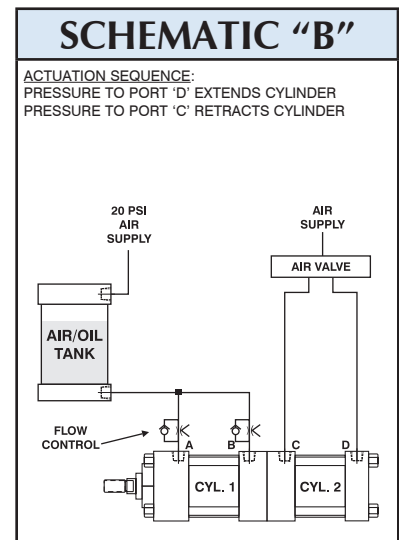 SCHEMATIC “B”
ACTUATION SEQUENCE:
PRESSURE TO PORT ‘D’ EXTENDS CYLINDER
PRESSURE TO PORT ‘C’ RETRACTS CYLINDER
20 PSI
AIR
SUPPLY
AIR
SUPPLY
AIR VALVE
AIR/OIL
TANK
FLOW
CONTROL
A
B
C
D
CYL. 1
CYL. 2